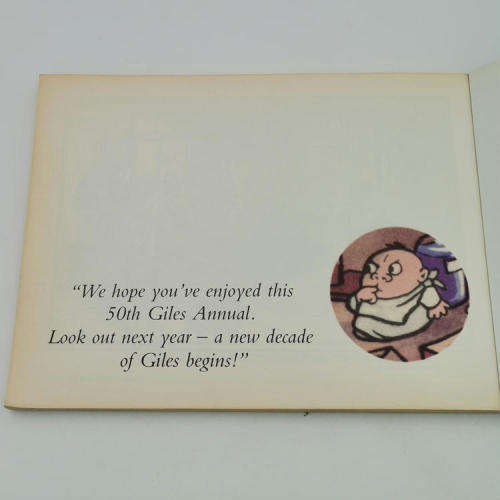 “We hope you’ve enjoyed this
50th Giles Annual.
Look out next year – a new decade
of Giles begins!”